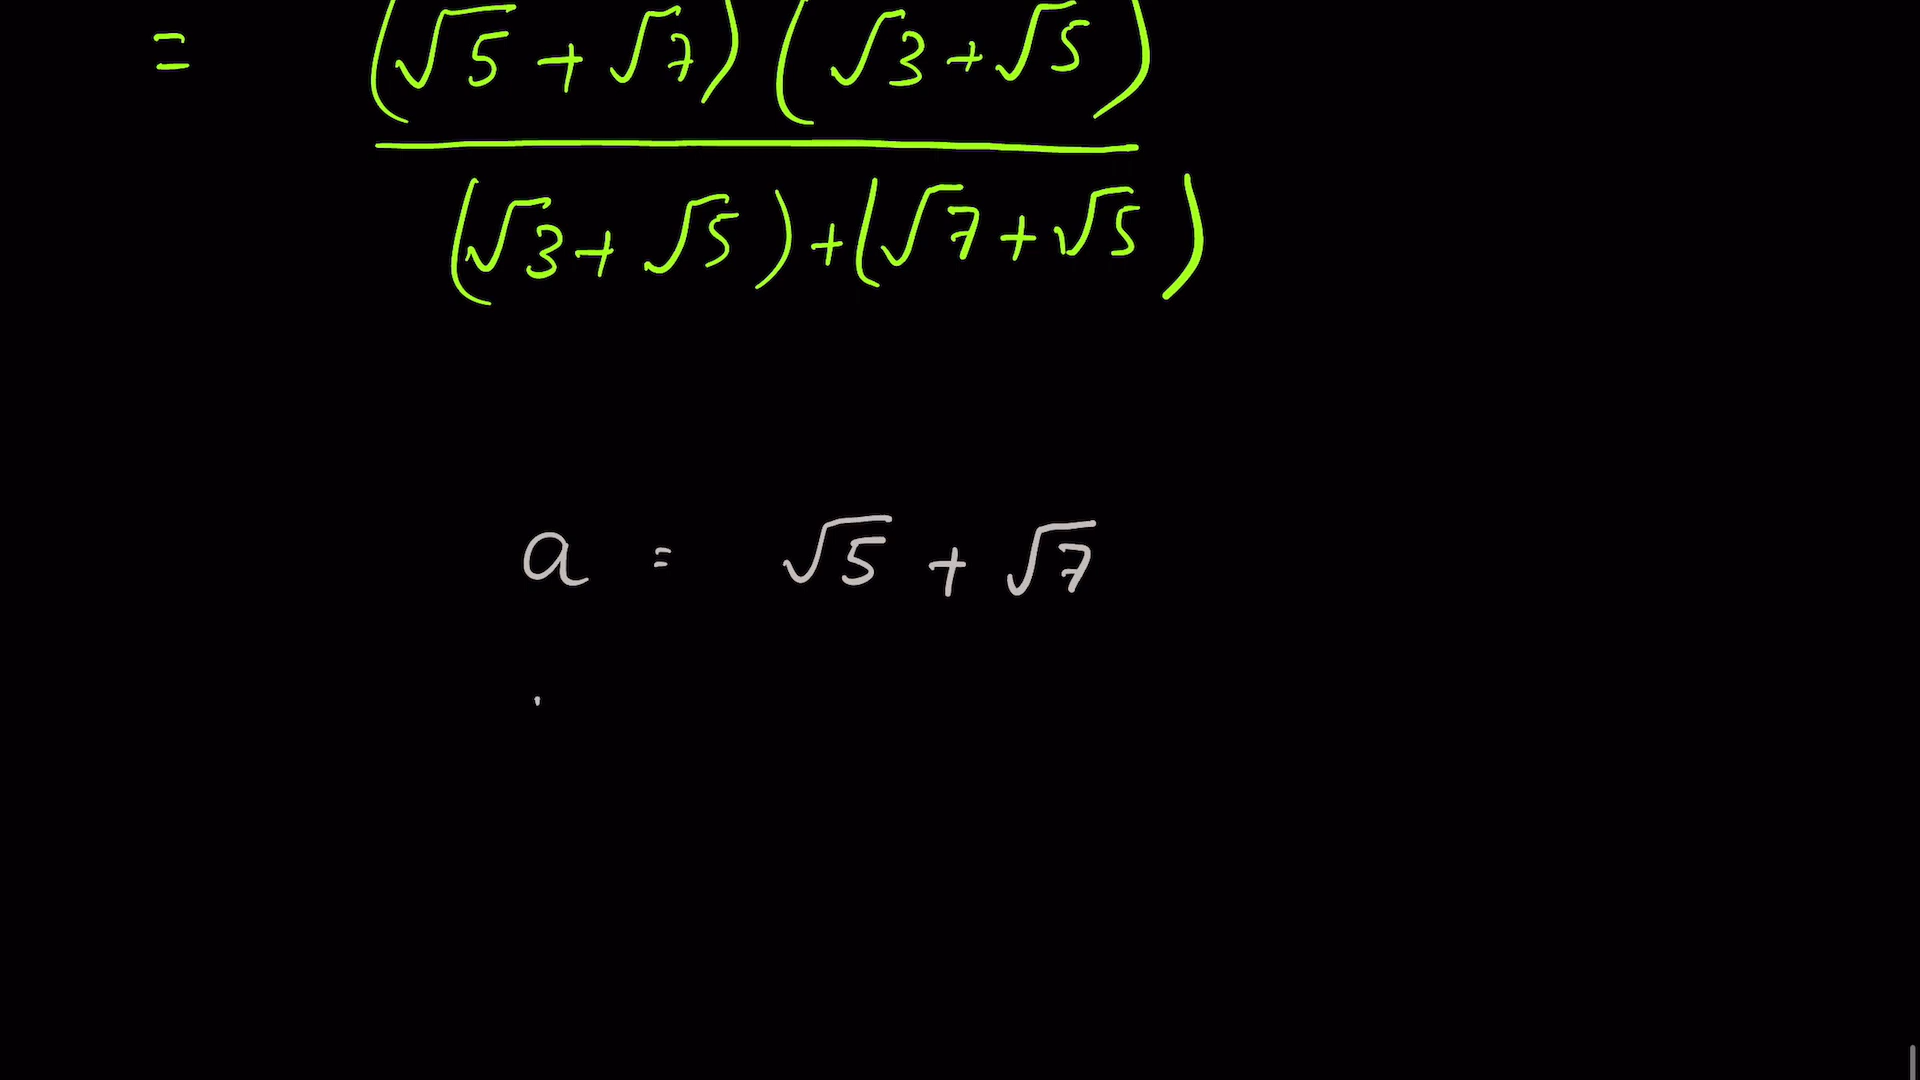 = (√5 + √7) (√3 + √5)
(√3 + √5) + (√7 + √5)
a = √5 + √7